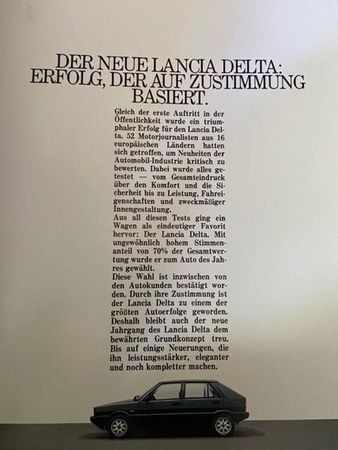 DER NEUE LANCIA DELTA:
ERFOLG, DER AUF ZUSTIMMUNG
BASIERT.
Gleich der erste Auftritt in der
Öffentlichkeit wurde ein trium-
phaler Erfolg für den Lancia Del-
ta. 52 Motorjournalisten aus 16
europäischen Ländern hatten
sich getroffen, um Neuheiten der
Automobil-Industrie kritisch zu
bewerten. Dabei wurde alles ge-
testet — vom Gesamteindruck
über den Komfort und die Si-
cherheit bis zu Leistung, Fahrei-
genschaften und zweckmäßiger
Innengestaltung.
Aus all diesen Tests ging ein
Wagen als eindeutiger Favorit
hervor: Der Lancia Delta. Mit
ungewöhnlich hohem Stimmen-
anteil von 70% der Gesamtwer-
tung wurde er zum Auto des Jah-
res gewählt.
Diese Wahl ist inzwischen von
den Autokunden bestätigt wor-
den. Durch ihre Zustimmung ist
der Lancia Delta zu einem der
größten Autoerfolge geworden.
Deshalb bleibt auch der neue
Jahrgang des Lancia Delta dem
bewährten Grundkonzept treu.
Bis auf einige Neuerungen, die
ihn leistungsstärker, eleganter
und noch kompletter machen.